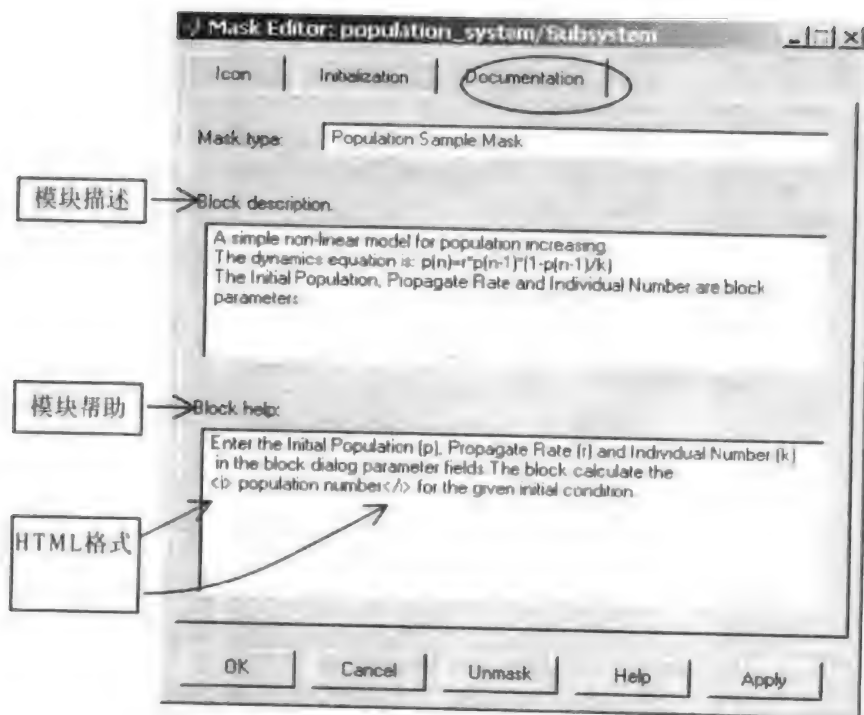 Mask Editor: population_system/Subsystem
Icon
Initialization
Documentation
Mask type:
Population Sample Mask
模块描述
Block description.
A simple non-linear model for population increasing
The dynamics equation is: p(n)=r*p(n-1)*(1-p(n-1)/k)
The Initial Population, Propagate Rate and Individual Number are block
parameters
模块帮助
Block help:
Enter the Initial Population (p), Propagate Rate (r) and Individual Number (k)
in the block dialog parameter fields. The block calculate the
<i> population number</i> for the given initial condition
HTML格式
OK
Cancel
Unmask
Help
Apply